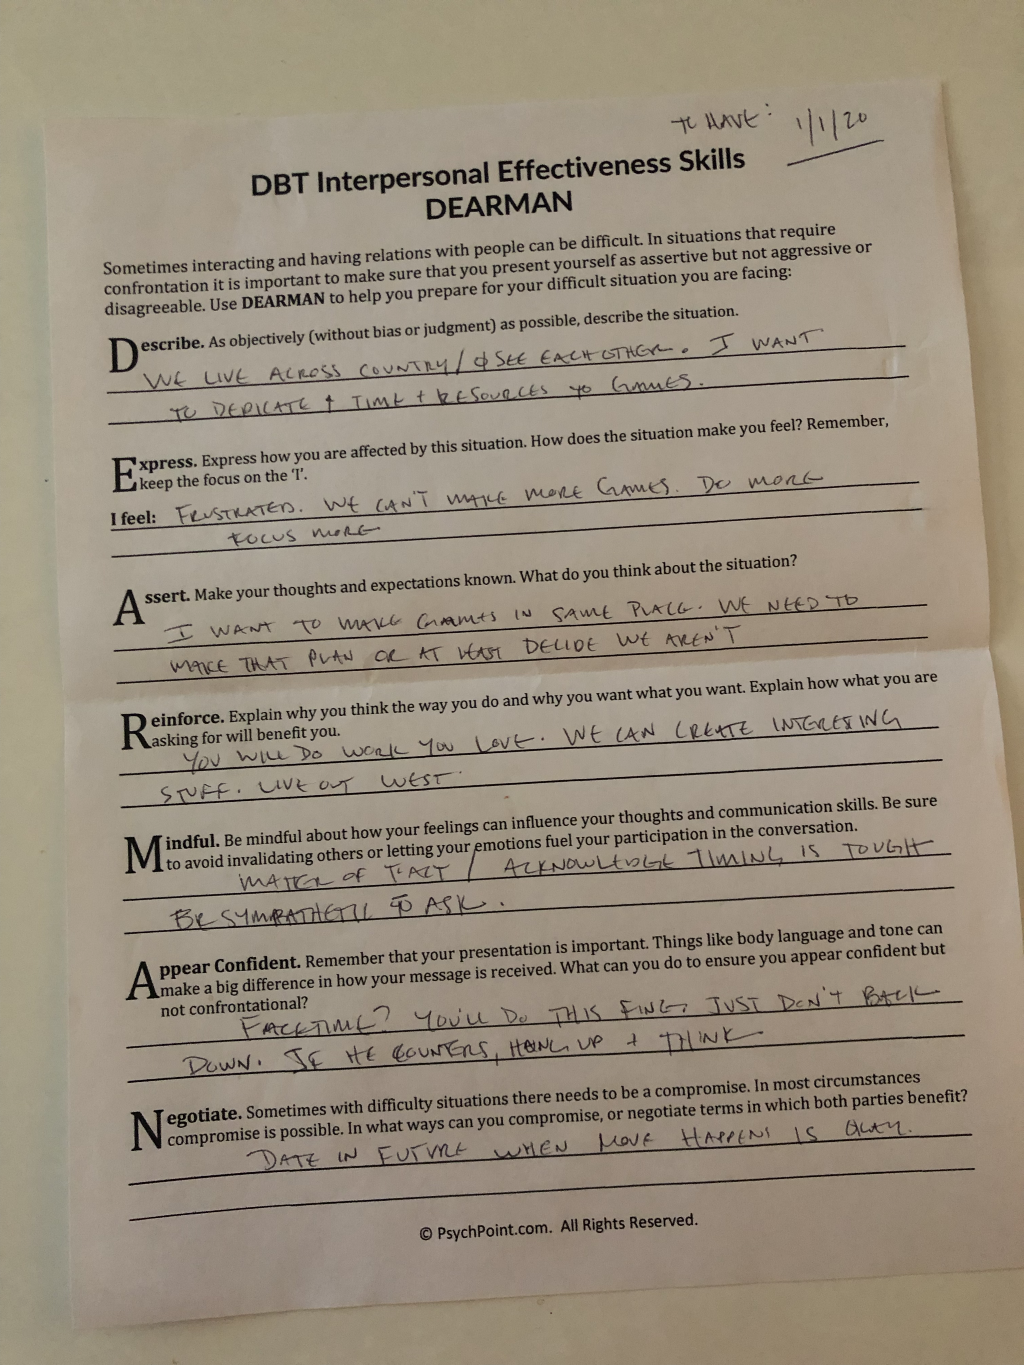 TO HAVE: 1/1/20
DBT Interpersonal Effectiveness Skills
DEARMAN
Sometimes interacting and having relations with people can be difficult. In situations that require
confrontation it is important to make sure that you present yourself as assertive but not aggressive or
disagreeable. Use DEARMAN to help you prepare for your difficult situation you are facing:
Describe. As objectively (without bias or judgment) as possible, describe the situation.
WE LIVE ACROSS COUNTRY / SEE EACHOTHER. I WANT
TO DEDICATE ↑ TIME + RESOURCES TO GAMES.
Express. Express how you are affected by this situation. How does the situation make you feel? Remember,
keep the focus on the 'I'.
I feel: FRUSTRATED. WE CAN'T MAKE MORE GAMES. DO MORE
FOCUS MORE
Assert. Make your thoughts and expectations known. What do you think about the situation?
I WANT TO MAKE GAMES IN SAME PLACE. WE NEED TO
MAKE THAT PLAN OR AT LEAST DECIDE WE AREN'T
Reinforce. Explain why you think the way you do and why you want what you want. Explain how what you are
asking for will benefit you.
YOU WILL DO WORK YOU LOVE. WE CAN CREATE INTERESING
STUFF. LIVE OUT WEST.
Mindful. Be mindful about how your feelings can influence your thoughts and communication skills. Be sure
to avoid invalidating others or letting your emotions fuel your participation in the conversation.
MATTER OF FACT / ACKNOWLEDGE TIMING IS TOUGH
BE SYMPATHETIC TO ASK.
Appear Confident. Remember that your presentation is important. Things like body language and tone can
make a big difference in how your message is received. What can you do to ensure you appear confident but
not confrontational?
FACETIME? YOU'LL DO THIS FINE, JUST DON'T BACK
DOWN. IF HE COUNTERS, HANG UP + THINK
Negotiate. Sometimes with difficulty situations there needs to be a compromise. In most circumstances
compromise is possible. In what ways can you compromise, or negotiate terms in which both parties benefit?
DATE IN FUTURE WHEN MOVE HAPPENS IS OKAY.
© PsychPoint.com. All Rights Reserved.